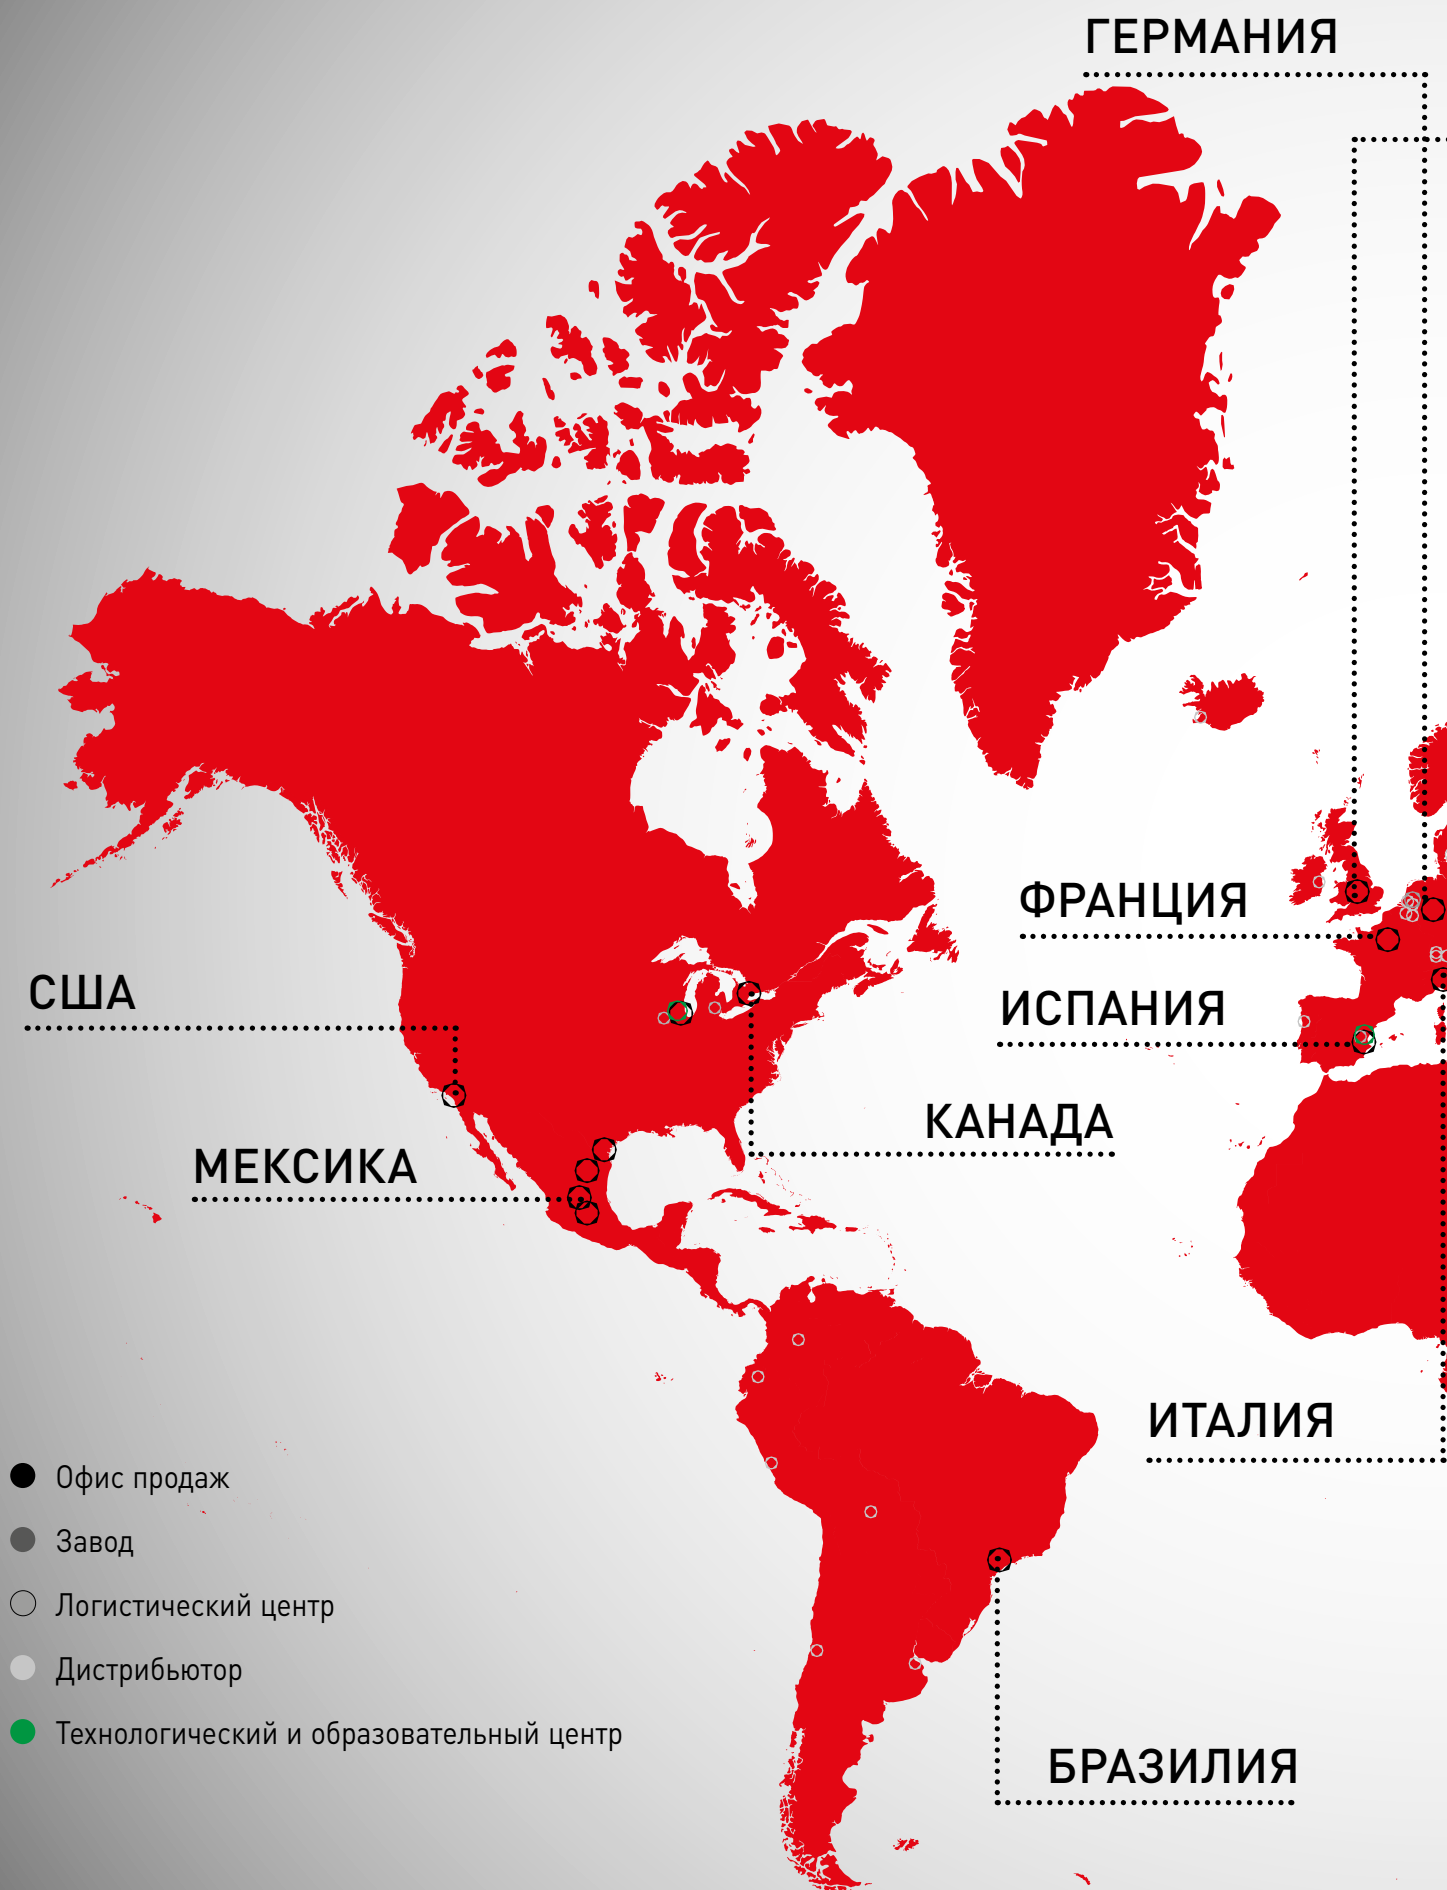 ГЕРМАНИЯ
ФРАНЦИЯ
США
ИСПАНИЯ
КАНАДА
МЕКСИКА
ИТАЛИЯ
Офис продаж
Завод
Логистический центр
Дистрибьютор
Технологический и образовательный центр
БРАЗИЛИЯ